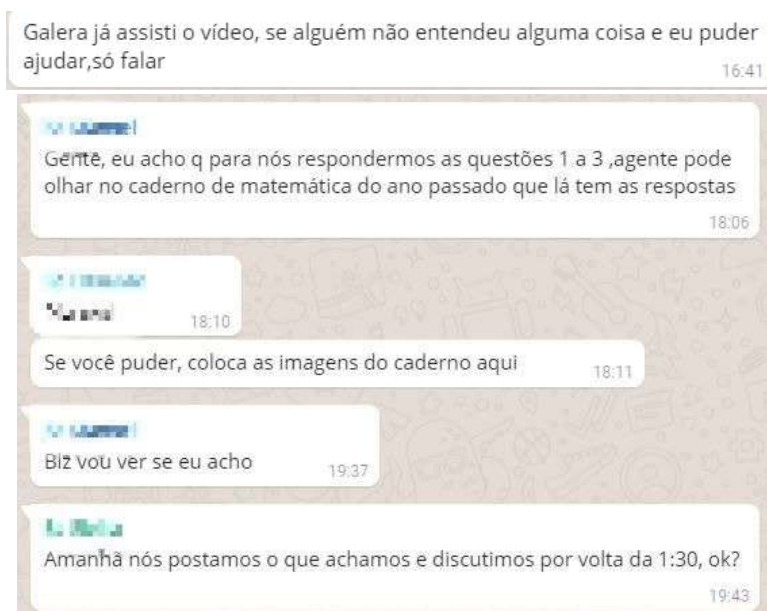 Galera já assisti o vídeo, se alguém não entendeu alguma coisa e eu puder
ajudar,só falar
16:41
Gente, eu acho q para nós respondermos as questões 1 a 3 ,agente pode
olhar no caderno de matemática do ano passado que lá tem as respostas
18:06
18:10
Se você puder, coloca as imagens do caderno aqui
18:11
Biz vou ver se eu acho
19:37
Amanhã nós postamos o que achamos e discutimos por volta da 1:30, ok?
19:43